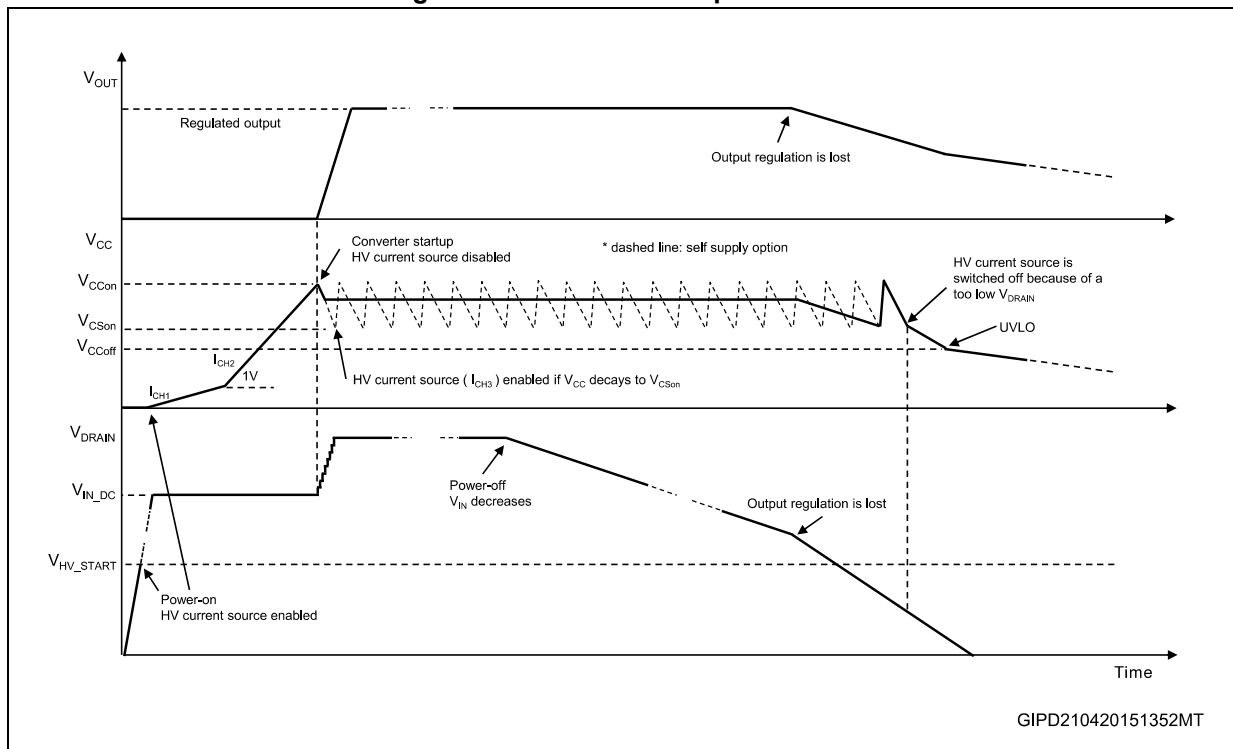 VOUT
Regulated output
Output regulation is lost
VCC
Converter startup
HV current source disabled
* dashed line: self supply option
HV current source is
switched off because of a
too low VDRAIN
VCCon
VCSon
VCCoff
UVLO
ICH2
1V
HV current source ( ICH3 ) enabled if VCC decays to VCSon
ICH1
VDRAIN
VIN_DC
Power-off
VIN decreases
Output regulation is lost
VHV_START
Power-on
HV current source enabled
Time
GIPD210420151352MT